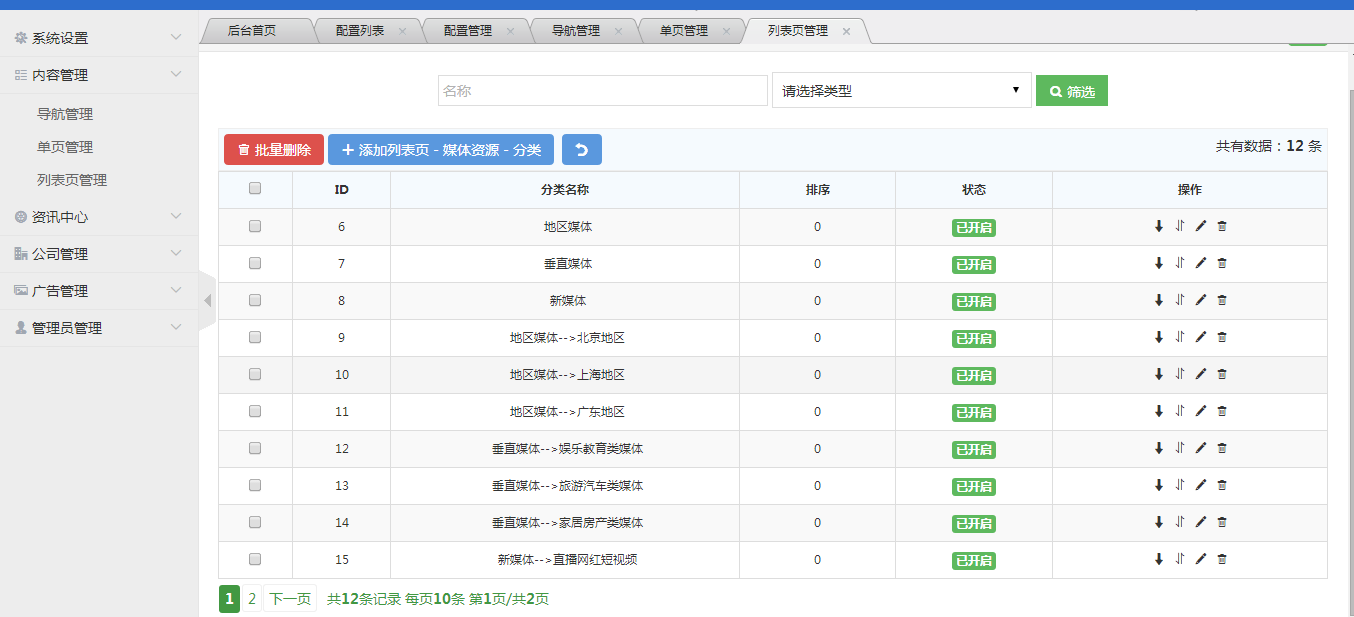 系统设置
内容管理
导航管理
单页管理
列表页管理
资讯中心
公司管理
广告管理
管理员管理
后台首页 配置列表 配置管理 导航管理 单页管理 列表页管理
名称 请选择类型 筛选
批量删除 添加列表页 - 媒体资源 - 分类 共有数据：12 条
ID 分类名称 排序 状态 操作
6 地区媒体 0 已开启
7 垂直媒体 0 已开启
8 新媒体 0 已开启
9 地区媒体-->北京地区 0 已开启
10 地区媒体-->上海地区 0 已开启
11 地区媒体-->广东地区 0 已开启
12 垂直媒体-->娱乐教育类媒体 0 已开启
13 垂直媒体-->旅游汽车类媒体 0 已开启
14 垂直媒体-->家居房产类媒体 0 已开启
15 新媒体-->直播网红短视频 0 已开启
1 2 下一页 共12条记录 每页10条 第1页/共2页